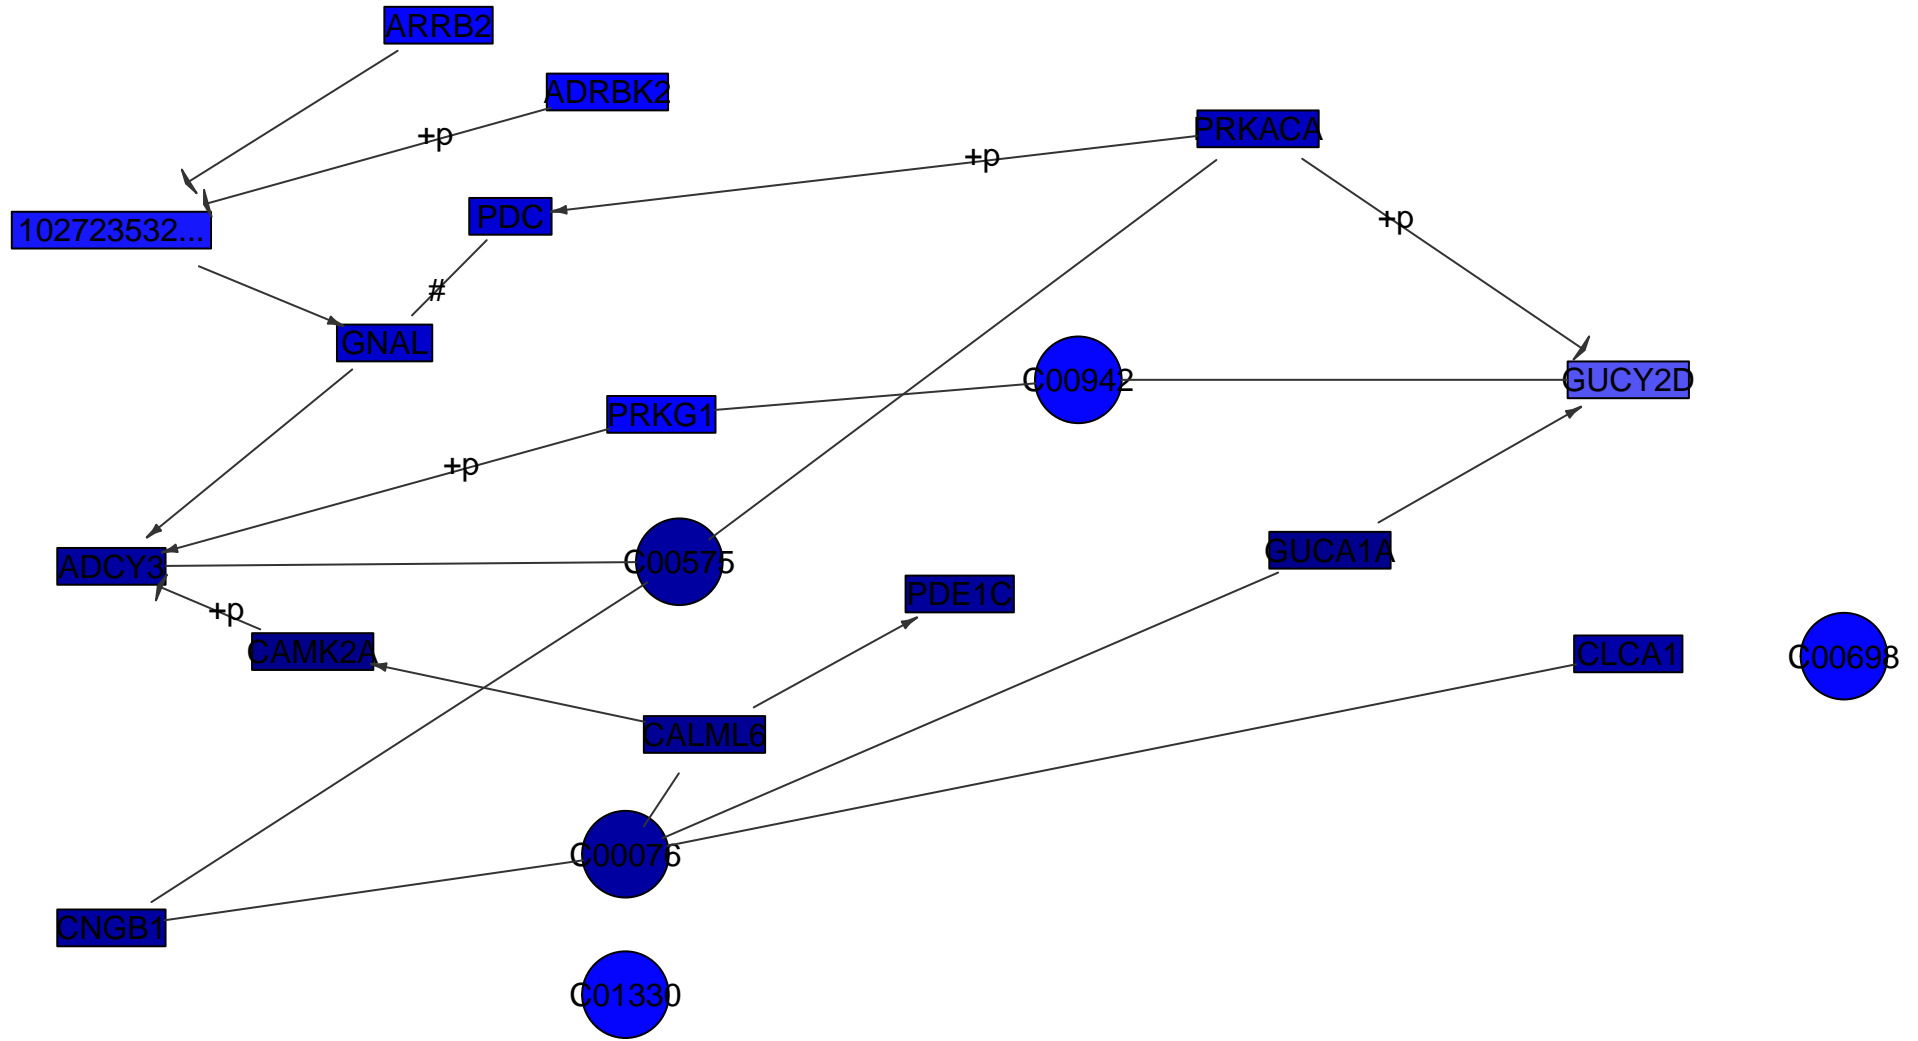 ARRB2
ADRBK2
PRKACA
+p
+p
102723532...
PDC
+p
#
GNAL
C00942
GUCY2D
PRKG1
+p
ADCY3
C00575
GUCA1A
PDE1C
+p
CAMK2A
CLCA1
C00698
CALML6
C00076
CNGB1
C01330